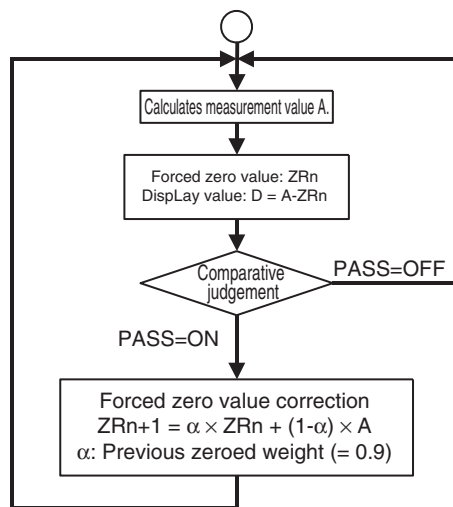 Calculates measurement value A.
Forced zero value: ZRn
DispLay value: D = A-ZRn
Comparative
judgement
PASS=OFF
PASS=ON
Forced zero value correction
ZRn+1 = α × ZRn + (1-α) × A
α: Previous zeroed weight (= 0.9)